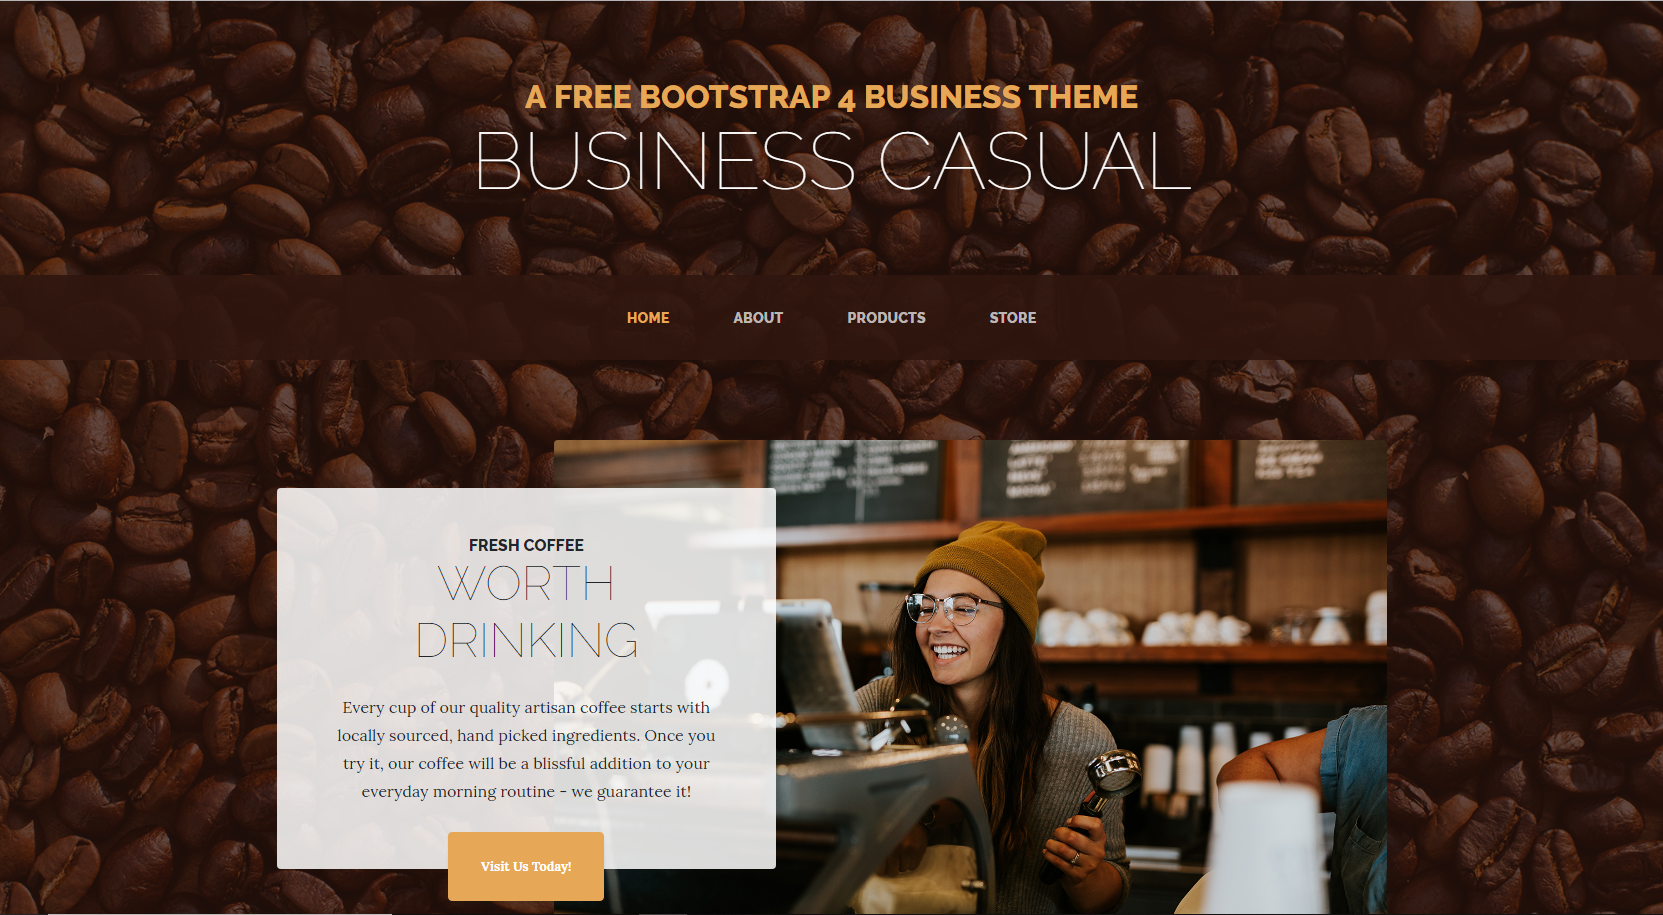 A FREE BOOTSTRAP 4 BUSINESS THEME
BUSINESS CASUAL
HOME
ABOUT
PRODUCTS
STORE
FRESH COFFEE
WORTH
DRINKING
Every cup of our quality artisan coffee starts with
locally sourced, hand picked ingredients. Once you
try it, our coffee will be a blissful addition to your
everyday morning routine - we guarantee it!
Visit Us Today!